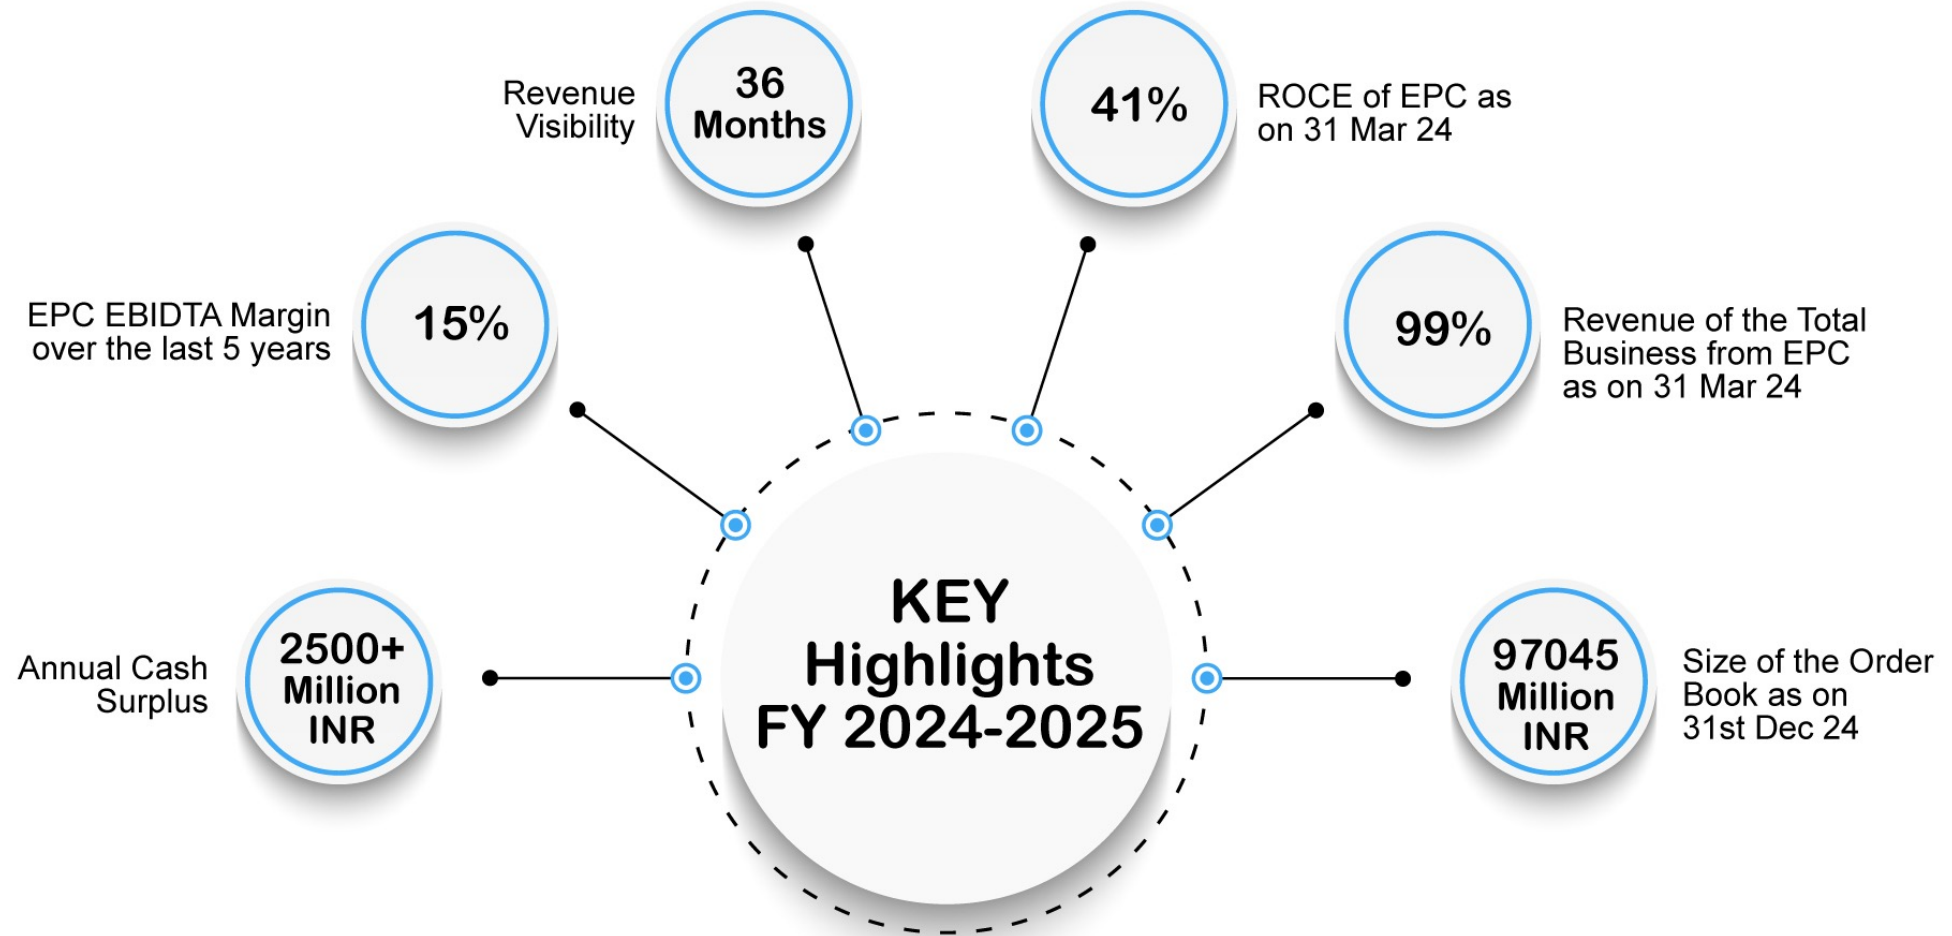 Revenue
Visibility
36
Months
41%
ROCE of EPC as
on 31 Mar 24
EPC EBIDTA Margin
over the last 5 years
15%
99%
Revenue of the Total
Business from EPC
as on 31 Mar 24
Annual Cash
Surplus
2500+
Million
INR
KEY
Highlights
FY 2024-2025
97045
Million
INR
Size of the Order
Book as on
31st Dec 24